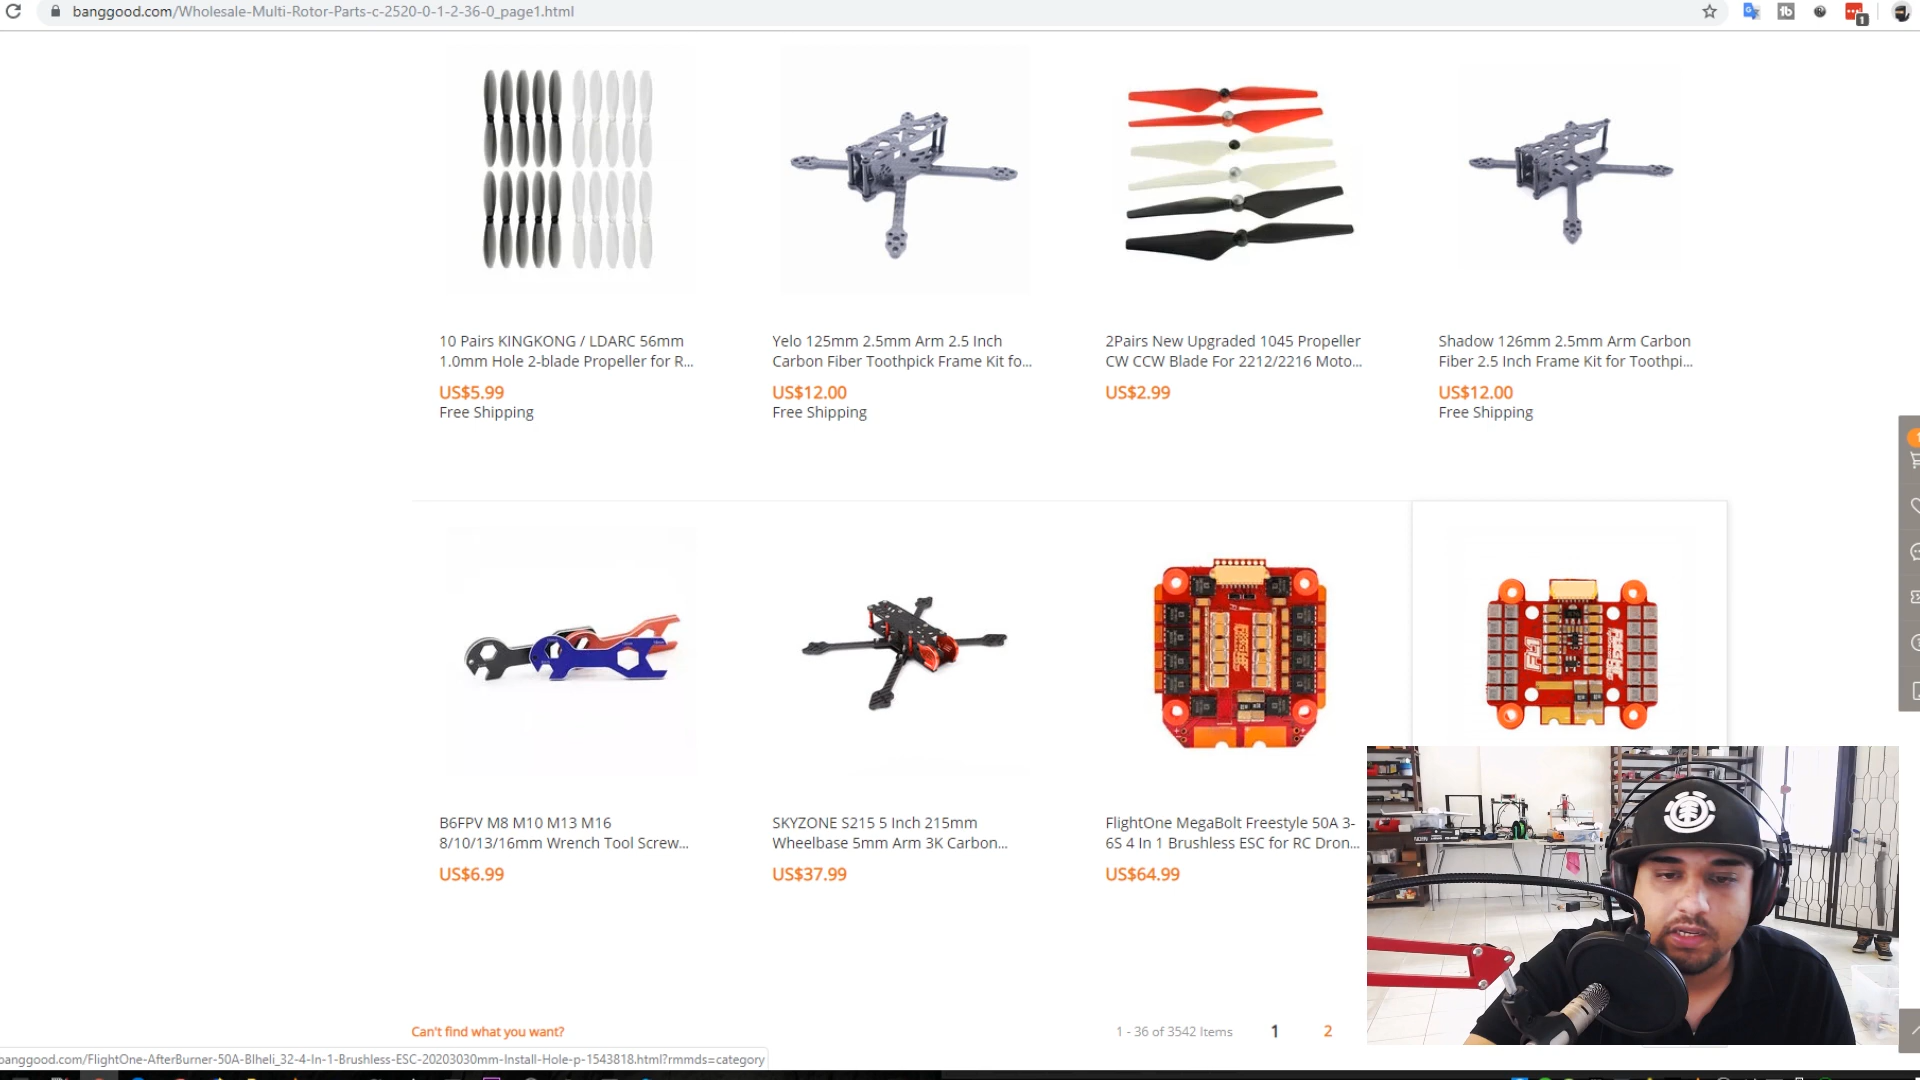 banggood.com/Wholesale-Multi-Rotor-Parts-c-2520-0-1-2-36-0_page1.html
1
10 Pairs KINGKONG / LDARC 56mm
1.0mm Hole 2-blade Propeller for R...
US$5.99
Free Shipping
Yelo 125mm 2.5mm Arm 2.5 Inch
Carbon Fiber Toothpick Frame Kit fo...
US$12.00
Free Shipping
2Pairs New Upgraded 1045 Propeller
CW CCW Blade For 2212/2216 Moto...
US$2.99
Shadow 126mm 2.5mm Arm Carbon
Fiber 2.5 Inch Frame Kit for Toothpi...
US$12.00
Free Shipping
B6FPV M8 M10 M13 M16
8/10/13/16mm Wrench Tool Screw...
US$6.99
SKYZONE S215 5 Inch 215mm
Wheelbase 5mm Arm 3K Carbon...
US$37.99
FlightOne MegaBolt Freestyle 50A 3-
6S 4 In 1 Brushless ESC for RC Dron...
US$64.99
Can't find what you want?
1 - 36 of 3542 Items
1
2
banggood.com/FlightOne-AfterBurner-50A-Blheli_32-4-In-1-Brushless-ESC-20203030mm-Install-Hole-p-1543818.html?rmmds=category